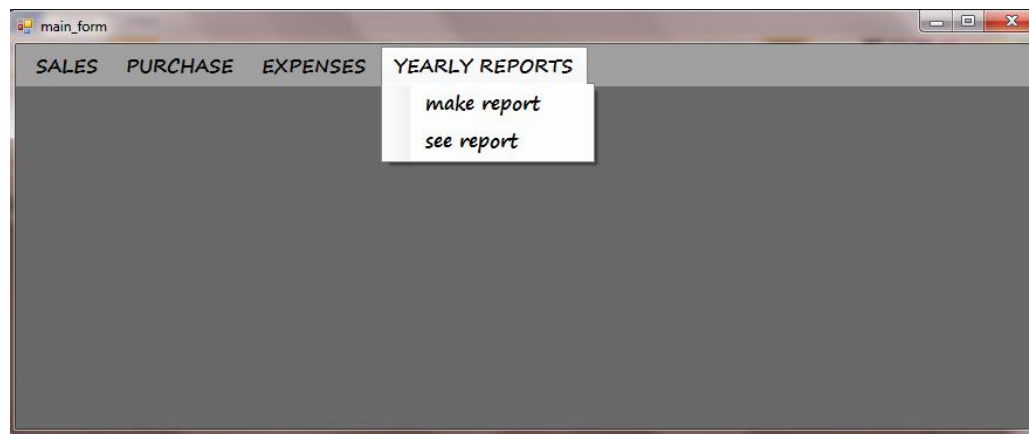 main_form
SALES PURCHASE EXPENSES YEARLY REPORTS
make report
see report